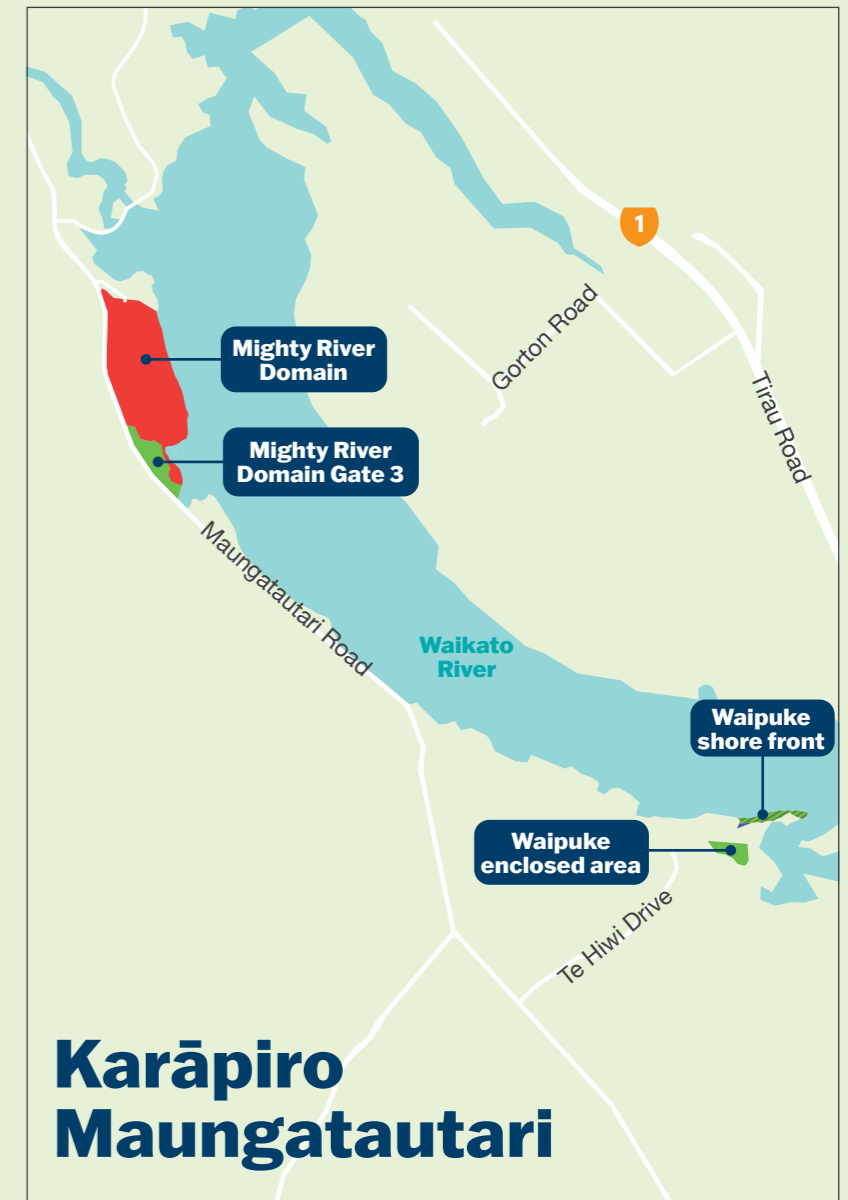 1
Gorton Road
Tirau Road
Mighty River
Domain
Mighty River
Domain Gate 3
Maungatautari Road
Waikato
River
Waipuke
shore front
Waipuke
enclosed area
Te Hiwi Drive
Karāpiro
Maungatautari